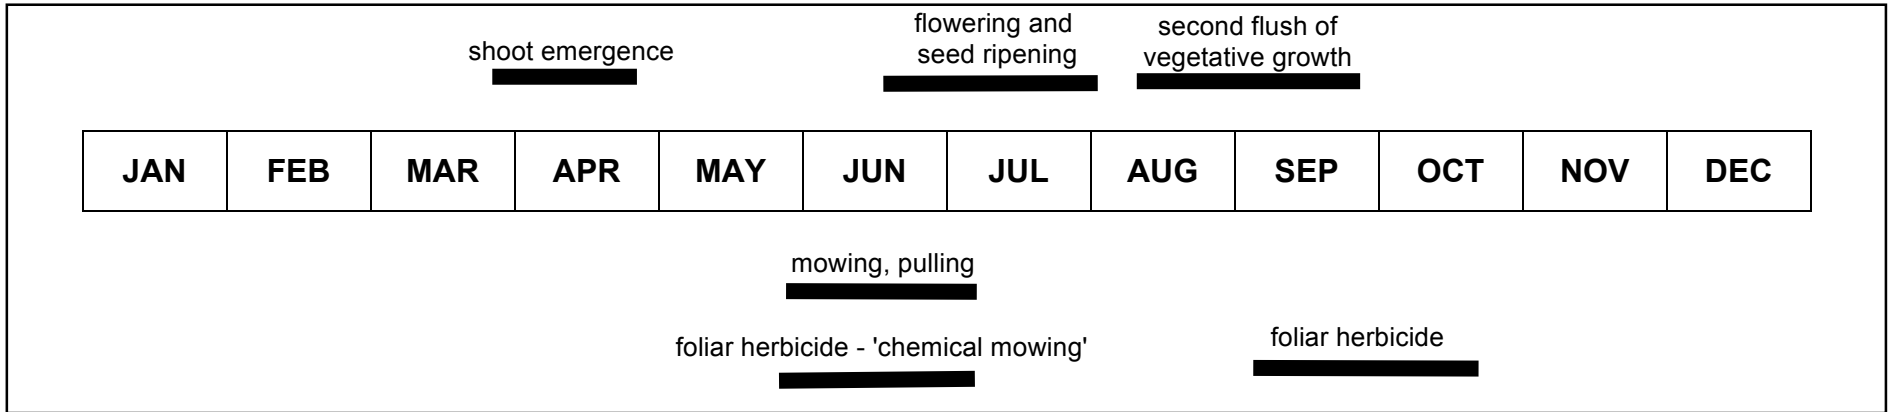 flowering and
seed ripening
second flush of
vegetative growth
shoot emergence
JAN FEB MAR APR MAY JUN JUL AUG SEP OCT NOV DEC
mowing, pulling
foliar herbicide - 'chemical mowing'
foliar herbicide